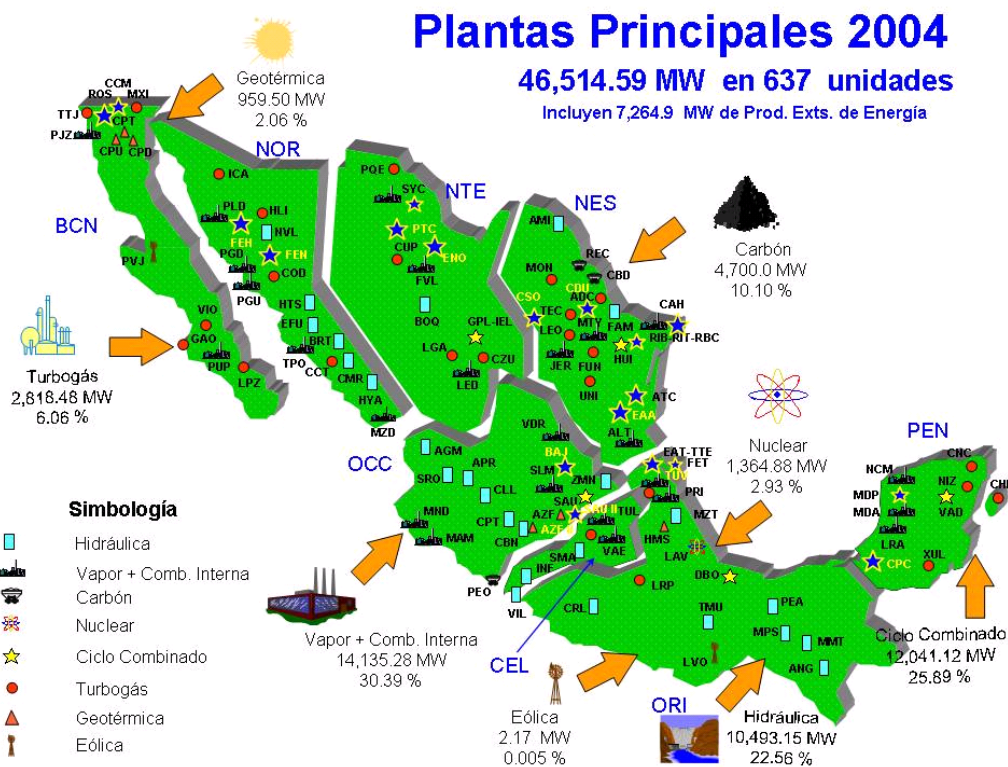 Plantas Principales 2004
46,514.59 MW en 637 unidades
Incluyen 7,264.9 MW de Prod. Exts. de Energía
Geotérmica
959.50 MW
2.06 %
CCM
ROS
MXI
TTJ
CPT
PJZ
CPU
CPD
BCN
PVJ
VIO
GAO
PUP
LPZ
Turbogás
2,818.48 MW
6.06 %
NOR
ICA
PLD
HLI
NVL
FEH
FEN
PGD
COD
PGU
HTS
EFU
BRT
TPO
CCT
CMR
HYA
MZD
NTE
PQE
SYC
PTC
CUP
ENO
FVL
BOQ
GPL-IEL
LGA
CZU
LED
NES
AMI
REC
MON
CBD
CDU
CSO
TEC
ADC
CAH
LEO
MTY
FAM
RIB-RIT-RBC
JER
HUI
FUN
UNI
ATC
EAA
ALT
Carbón
4,700.0 MW
10.10 %
Nuclear
1,364.88 MW
2.93 %
OCC
VDR
AGM
BAJ
APR
SRO
SLM
ZMN
CLL
SAU
SAU II
MND
CPT
AZF
AZF II
MAM
CBN
TUL
VAE
SMA
INF
PEO
VIL
CEL
EAT-TTE
FET
TUV
PRI
MZT
HMS
LAV
DBO
LRP
CRL
TMU
PEA
MPS
MMT
LVO
ANG
ORI
PEN
CNC
NCM
NIZ
MDP
MDA
VAD
LRA
XUL
CPC
Simbología
Hidráulica
Vapor + Comb. Interna
Carbón
Nuclear
Ciclo Combinado
Turbogás
Geotérmica
Eólica
Vapor + Comb. Interna
14,135.28 MW
30.39 %
Eólica
2.17 MW
0.005 %
Hidráulica
10,493.15 MW
22.56 %
Ciclo Combinado
12,041.12 MW
25.89 %